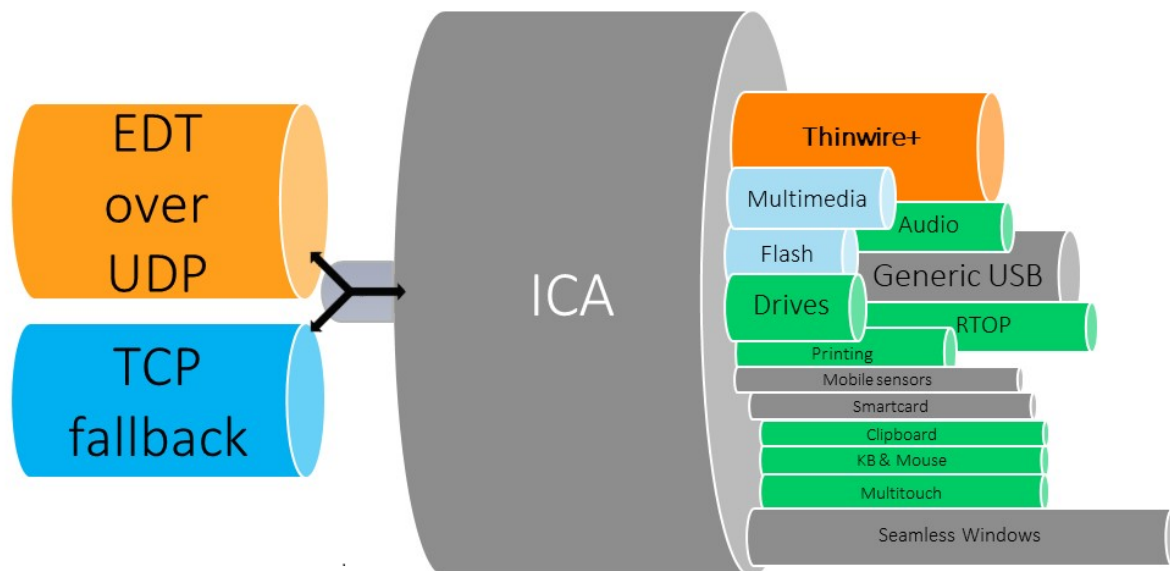 EDT
over
UDP
TCP
fallback
ICA
Thinwire+
Multimedia
Audio
Flash
Generic USB
Drives
RTOP
Printing
Mobile sensors
Smartcard
Clipboard
KB & Mouse
Multitouch
Seamless Windows